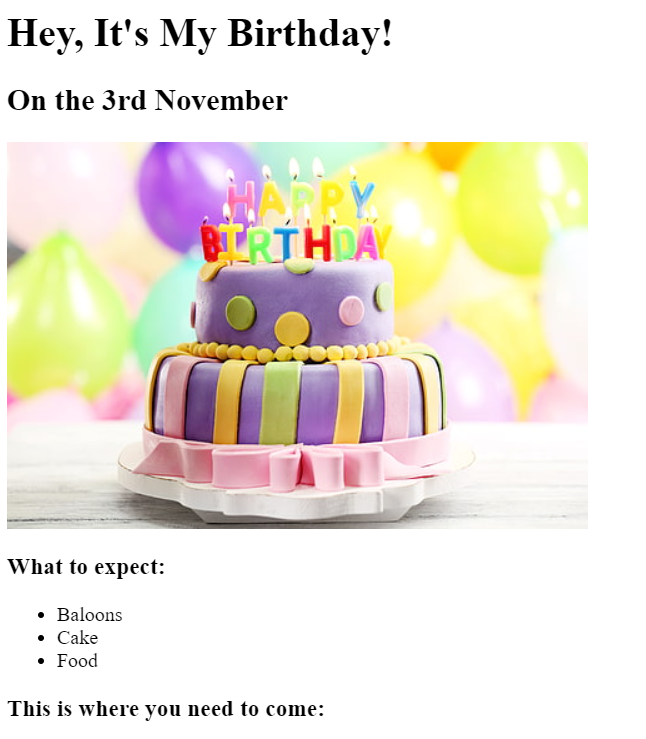 Hey, It's My Birthday!
On the 3rd November
HAPPY
BIRTHDAY
What to expect:
Baloons
Cake
Food
This is where you need to come: